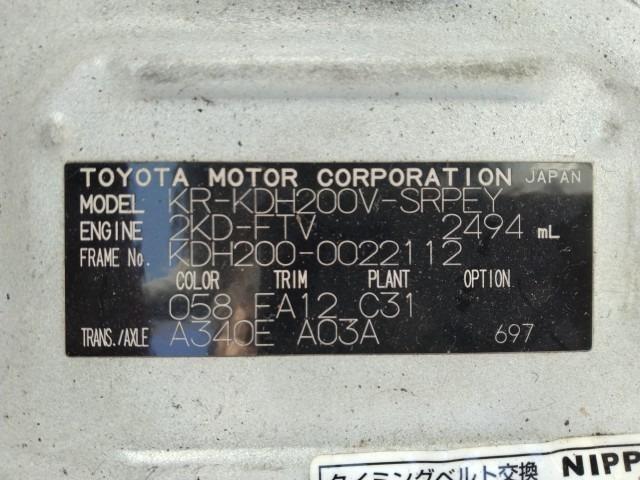 TOYOTA MOTOR CORPORATION JAPAN
MODEL KR-KDH200V-SRPEY
ENGINE 2KD-FTV 2494 mL
FRAME No. KDH200-0022112
COLOR TRIM PLANT OPTION
058 FA12 C31
TRANS./AXLE A340E A03A 697
タイミングベルト交換 NIPP